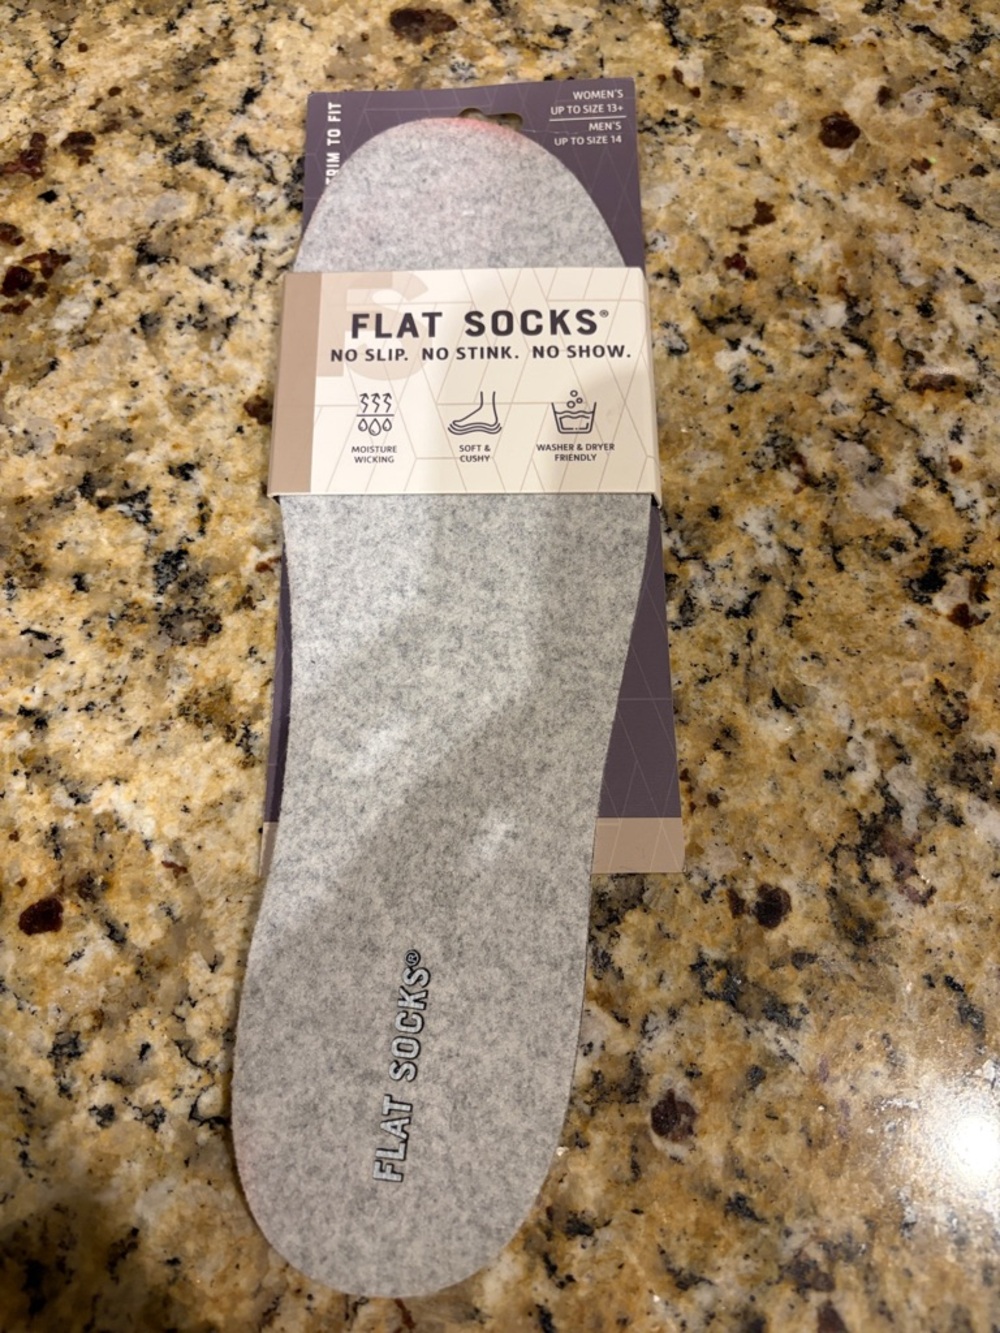 TRIM TO FIT
WOMEN'S
UP TO SIZE 13+
MEN'S
UP TO SIZE 14
FLAT SOCKS®
NO SLIP. NO STINK. NO SHOW.
MOISTURE
WICKING
SOFT &
CUSHY
WASHER & DRYER
FRIENDLY
FLAT SOCKS®